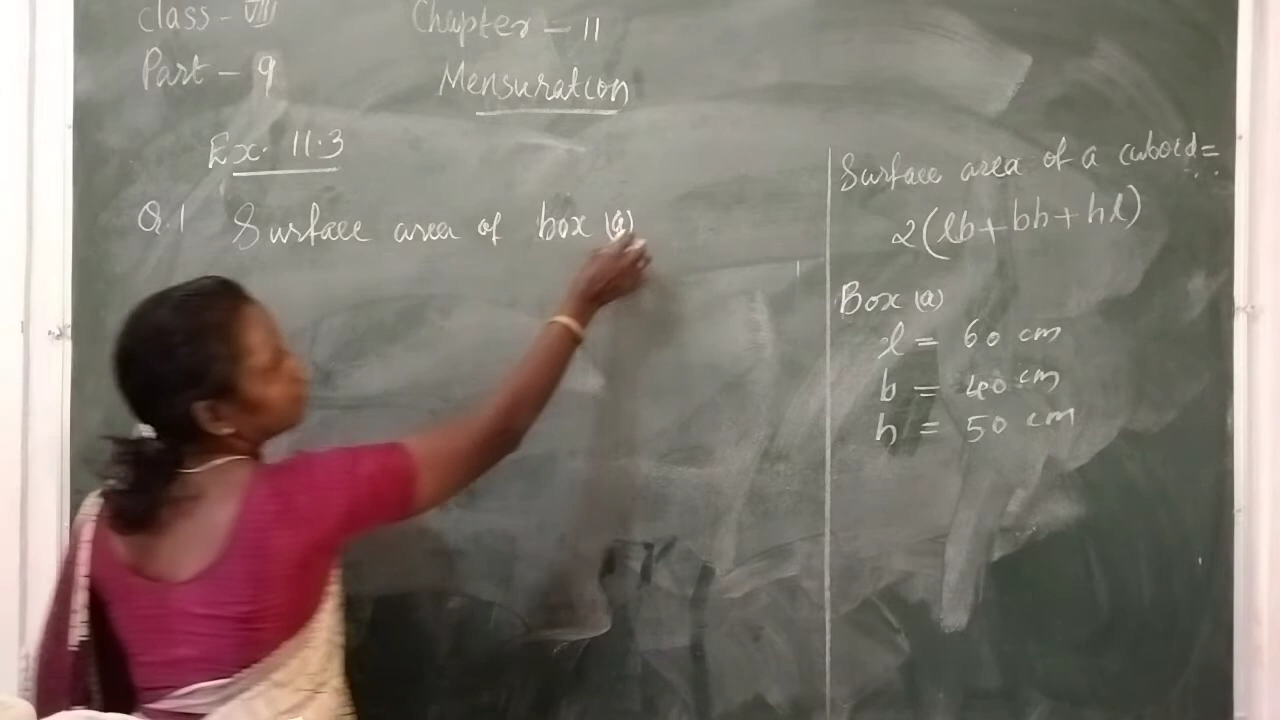 class - VIII
Chapter - 11
Part - 9
Mensuration
Ex. 11.3
Q.1 Surface area of box (a)
Surface area of a cuboid =
2(lb+bh+hl)
Box (a)
l = 60 cm
b = 40 cm
h = 50 cm